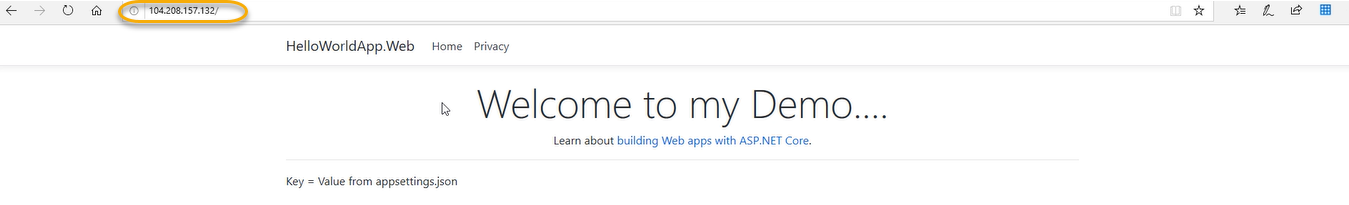 104.208.157.132/
HelloWorldApp.Web Home Privacy
Welcome to my Demo....
Learn about building Web apps with ASP.NET Core.
Key = Value from appsettings.json